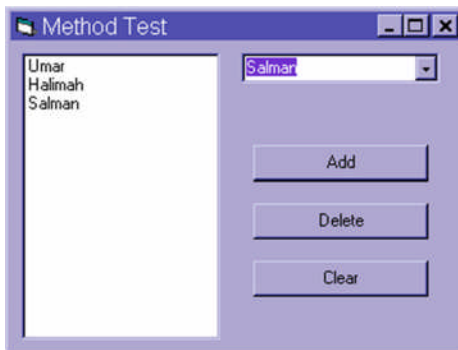 Method Test
Umar
Halimah
Salman
Salman
Add
Delete
Clear